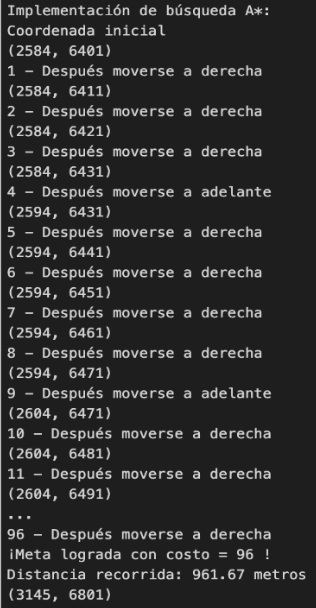 Implementación de búsqueda A*:
Coordenada inicial
(2584, 6401)
1 – Después moverse a derecha
(2584, 6411)
2 – Después moverse a derecha
(2584, 6421)
3 – Después moverse a derecha
(2584, 6431)
4 – Después moverse a adelante
(2594, 6431)
5 – Después moverse a derecha
(2594, 6441)
6 – Después moverse a derecha
(2594, 6451)
7 – Después moverse a derecha
(2594, 6461)
8 – Después moverse a derecha
(2594, 6471)
9 – Después moverse a adelante
(2604, 6471)
10 – Después moverse a derecha
(2604, 6481)
11 – Después moverse a derecha
(2604, 6491)
...
96 – Después moverse a derecha
¡Meta lograda con costo = 96 !
Distancia recorrida: 961.67 metros
(3145, 6801)